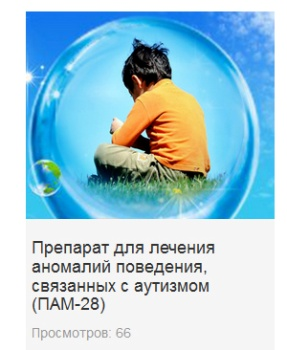 Препарат для лечения
аномалий поведения,
связанных с аутизмом
(ПАМ-28)
Просмотров: 66